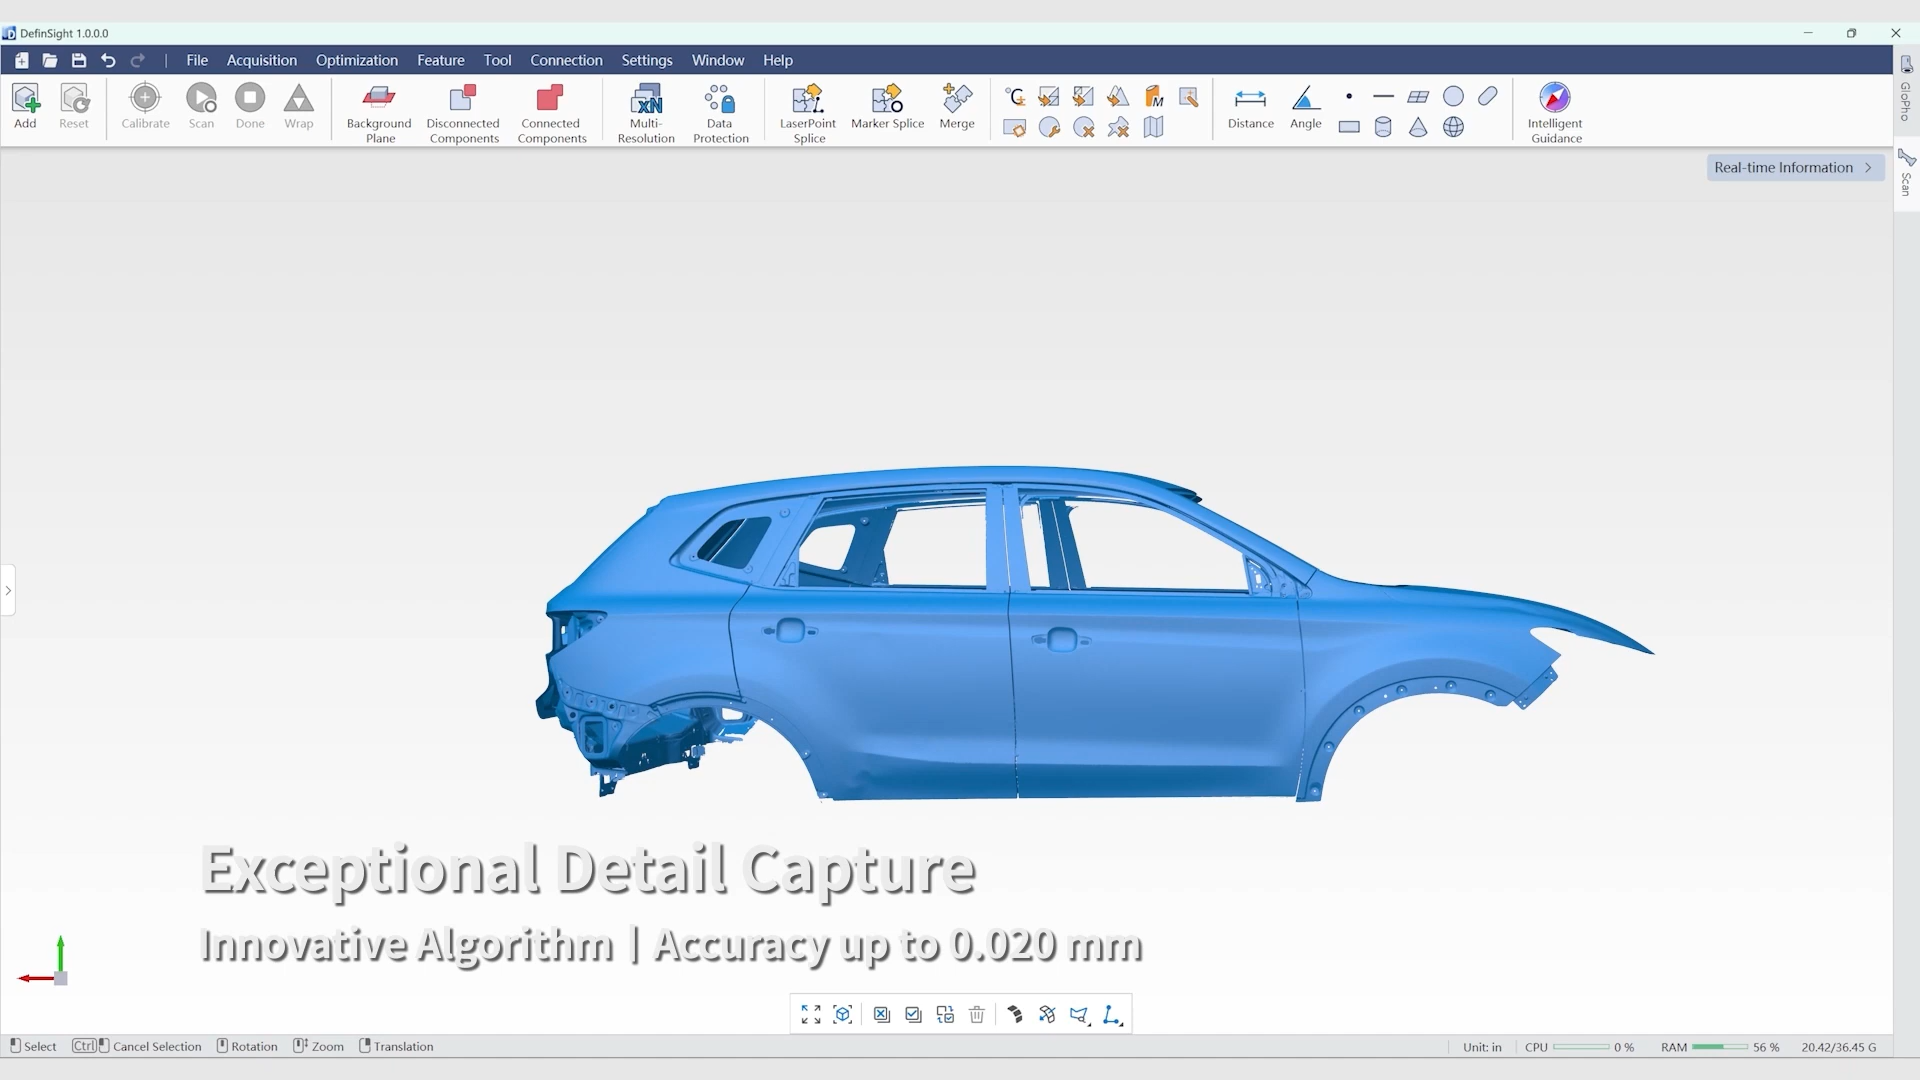 DefinSight 1.0.0.0
File Acquisition Optimization Feature Tool Connection Settings Window Help
Add Reset Calibrate Scan Done Wrap Background Plane Disconnected Components Connected Components Multi-Resolution Data Protection LaserPoint Splice Marker Splice Merge Distance Angle Intelligent Guidance
Real-time Information
GloPho
Scan
Exceptional Detail Capture
Innovative Algorithm | Accuracy up to 0.020 mm
Select Ctrl Cancel Selection Rotation Zoom Translation Unit: in CPU 0 % RAM 56 % 20.42/36.45 G